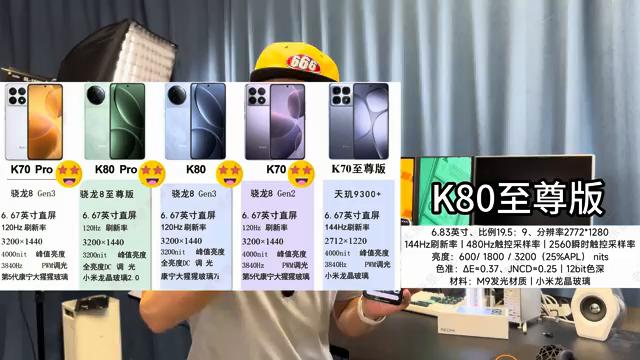 666
K70 Pro
骁龙8 Gen3
6.67英寸直屏
120Hz 刷新率
3200×1440
4000nit 峰值亮度
3840Hz PWM调光
第5代康宁大猩猩玻璃
K80 Pro
骁龙8至尊版
6.67英寸直屏
120Hz 刷新率
3200×1440
峰值亮度
全亮度DC 调光
小米龙晶玻璃2.0
K80
骁龙8 Gen3
6.67英寸直屏
120Hz 刷新率
3200×1440
峰值亮度
全亮度DC 调 光
康宁大猩猩玻璃7i
K70
骁龙8 Gen2
6.67英寸直屏
120Hz 刷新率
3200×1440
4000nit 峰值亮度
3840Hz PWM调光
第5代康宁大猩猩玻璃
K70至尊版
天玑9300+
6.67英寸直屏
144Hz刷新率
2712×1220
4000nit 峰值亮度
3840Hz PWM调光
小米龙晶玻璃
K80至尊版
6.83英寸、比例19.5：9、分辨率2772*1280
144Hz刷新率丨480Hz触控采样率丨2560瞬时触控采样率
亮度：600/ 1800 / 3200（25%APL） nits
色准：ΔE≈0.37、JNCD≈0.25丨12bit色深
材料：M9发光材质丨小米龙晶玻璃
REDMI